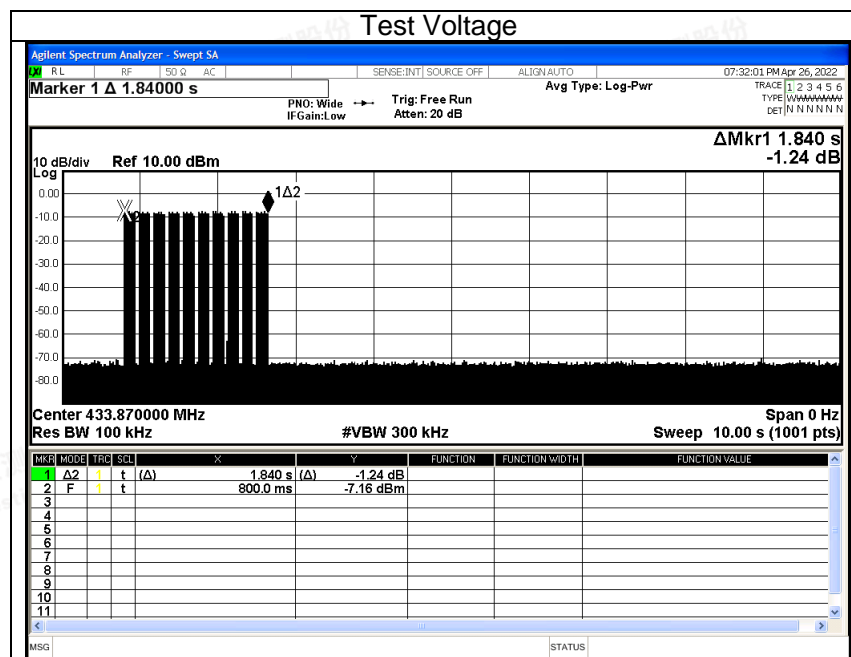 Test Voltage
Agilent Spectrum Analyzer - Swept SA
LXI RL RF 50 Ω AC SENSE:INT SOURCE OFF ALIGN AUTO 07:32:01 PM Apr 26, 2022
Marker 1 Δ 1.84000 s
PNO: Wide
IFGain:Low
Trig: Free Run
Atten: 20 dB
Avg Type: Log-Pwr
TRACE 1 2 3 4 5 6
TYPE WWWWWW
DET N N N N N N
ΔMkr1 1.840 s
-1.24 dB
10 dB/div Ref 10.00 dBm
Log
0.00
-10.0
-20.0
-30.0
-40.0
-50.0
-60.0
-70.0
-80.0
1Δ2
2
Center 433.870000 MHz Span 0 Hz
Res BW 100 kHz #VBW 300 kHz Sweep 10.00 s (1001 pts)
MKR MODE TRC SCL X Y FUNCTION FUNCTION WIDTH FUNCTION VALUE
1 Δ2 1 t (Δ) 1.840 s (Δ) -1.24 dB
2 F 1 t 800.0 ms -7.16 dBm
3
4
5
6
7
8
9
10
11
MSG STATUS